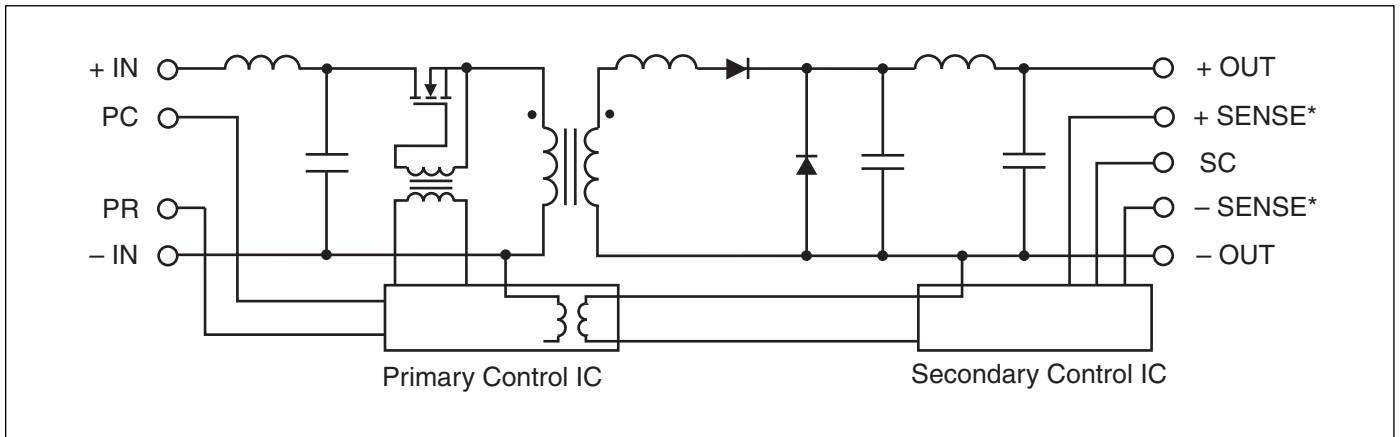 + IN
PC
PR
– IN
+ OUT
+ SENSE*
SC
– SENSE*
– OUT
Primary Control IC
Secondary Control IC